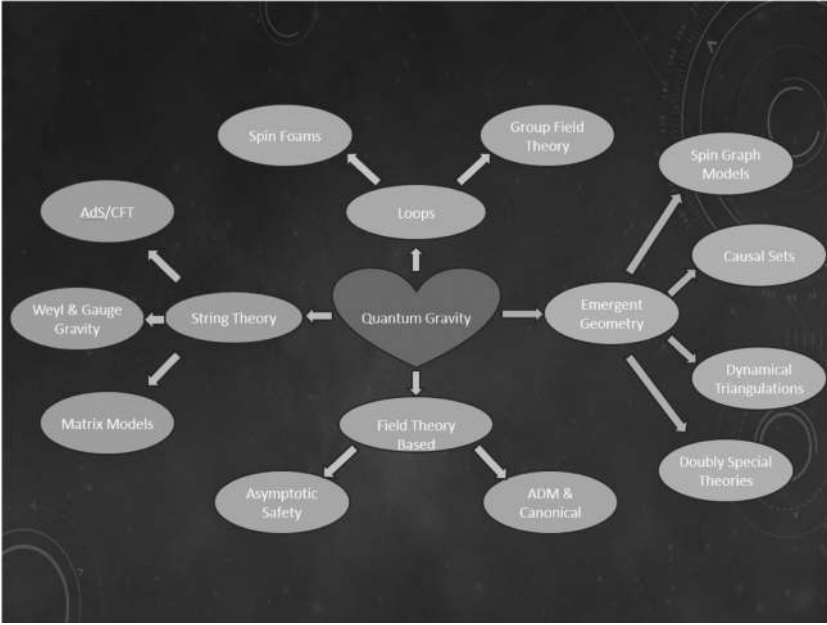 Spin Foams
Group Field
Theory
Spin Graph
Models
AdS/CFT
Loops
Causal Sets
Weyl & Gauge
Gravity
String Theory
Quantum Gravity
Emergent
Geometry
Dynamical
Triangulations
Matrix Models
Field Theory
Based
Doubly Special
Theories
Asymptotic
Safety
ADM &
Canonical